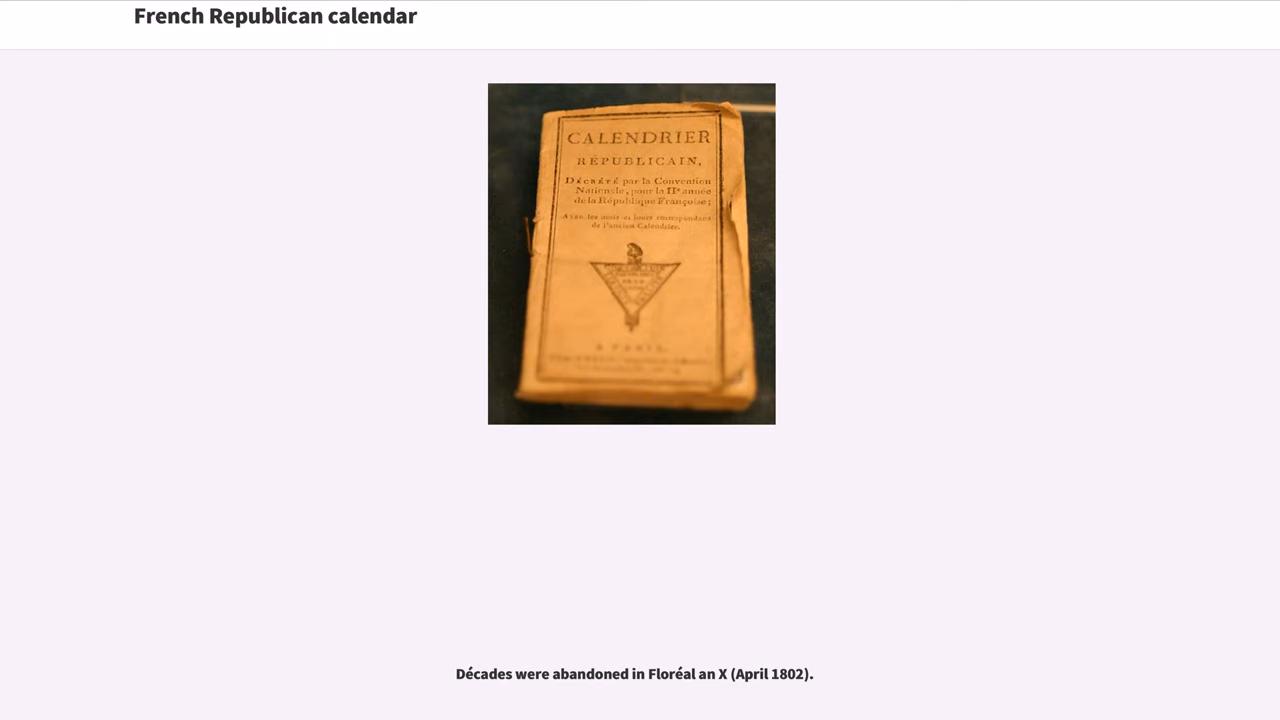 French Republican calendar
CALENDRIER
RÉPUBLICAIN,
DÉCRÉTÉ par la Convention
Nationale, pour la IIe année
de la République Françoise;
Avec les mois et jours correspondans
de l'ancien Calendrier.
A PARIS,
Décades were abandoned in Floréal an X (April 1802).